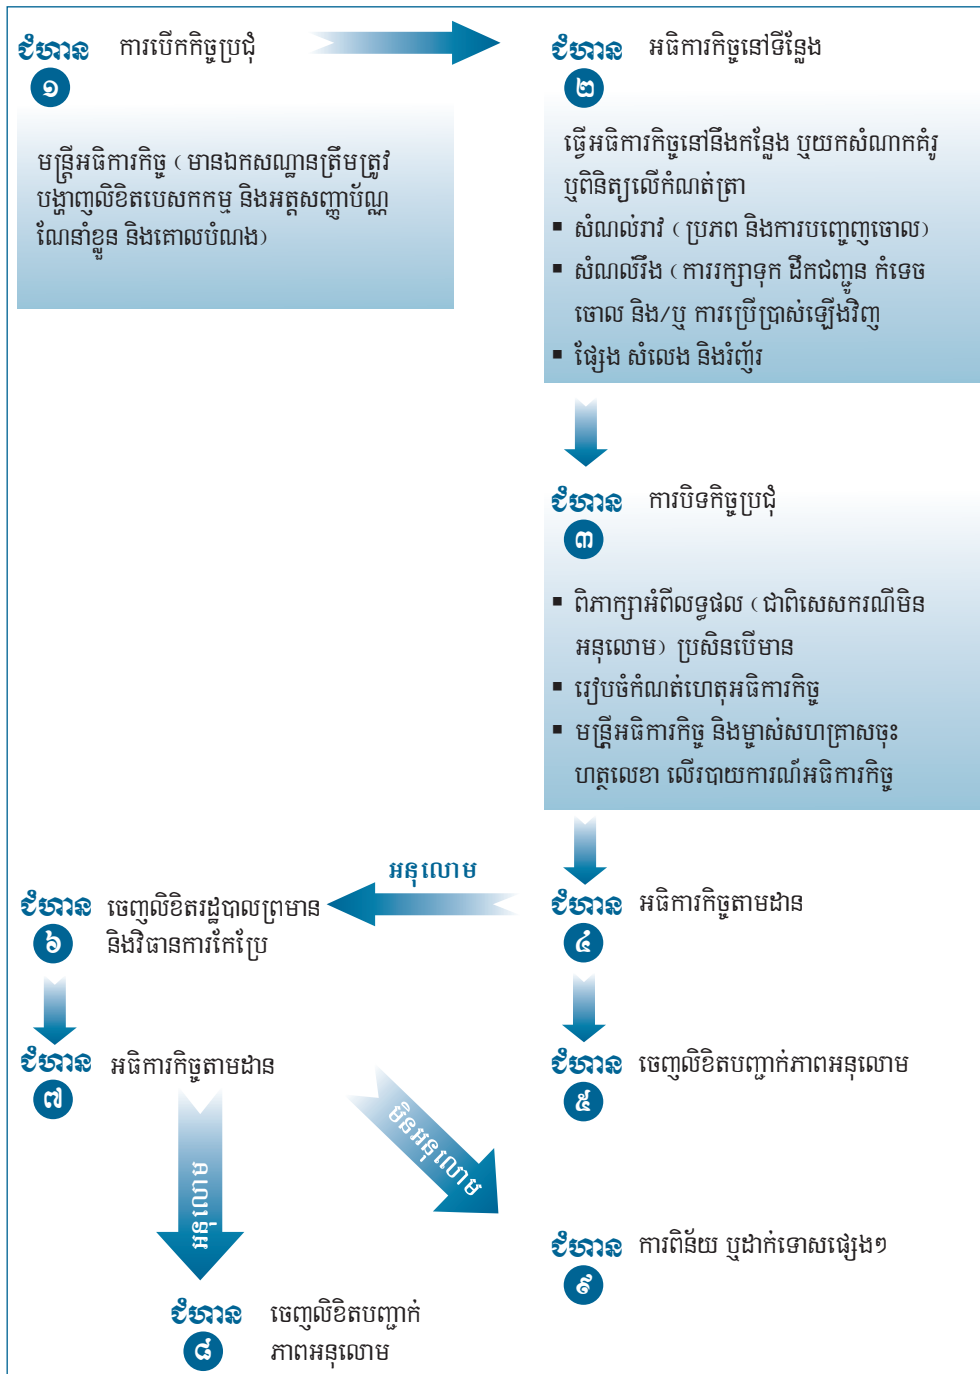 ជំហាន ១ ការបើកកិច្ចប្រជុំ
មន្ត្រីអធិការកិច្ច (មានឯកសណ្ឋានត្រឹមត្រូវ
បង្ហាញលិខិតបេសកកម្ម និងអត្តសញ្ញាប័ណ្ណ
ណែនាំខ្លួន និងគោលបំណង)
ជំហាន ២ អធិការកិច្ចនៅទីន្លែង
ធ្វើអធិការកិច្ចនៅនឹងកន្លែង ឬយកសំណាកគំរូ
ឬពិនិត្យលើកំណត់ត្រា
▪ សំណល់រាវ (ប្រភព និងការបញ្ចេញចោល)
▪ សំណល់រឹង (ការរក្សាទុក ដឹកជញ្ជូន កំទេច
ចោល និង/ឬ ការប្រើប្រាស់ឡើងវិញ
▪ ផ្សែង សំលេង និងរំញ័រ
ជំហាន ៣ ការបិទកិច្ចប្រជុំ
▪ ពិភាក្សាអំពីលទ្ធផល (ជាពិសេសករណីមិន
អនុលោម) ប្រសិនបើមាន
▪ រៀបចំកំណត់ហេតុអធិការកិច្ច
▪ មន្ត្រីអធិការកិច្ច និងម្ចាស់សហគ្រាសចុះ
ហត្ថលេខា លើរបាយការណ៍អធិការកិច្ច
ជំហាន ៤ អធិការកិច្ចតាមដាន
អនុលោម
ជំហាន ៥ ចេញលិខិតបញ្ជាក់ភាពអនុលោម
ជំហាន ៦ ចេញលិខិតរដ្ឋបាលព្រមាន
និងវិធានការកែប្រែ
ជំហាន ៧ អធិការកិច្ចតាមដាន
អនុលោម
មិនអនុលោម
ជំហាន ៨ ចេញលិខិតបញ្ជាក់
ភាពអនុលោម
ជំហាន ៩ ការពិន័យ ឬដាក់ទោសផ្សេងៗ